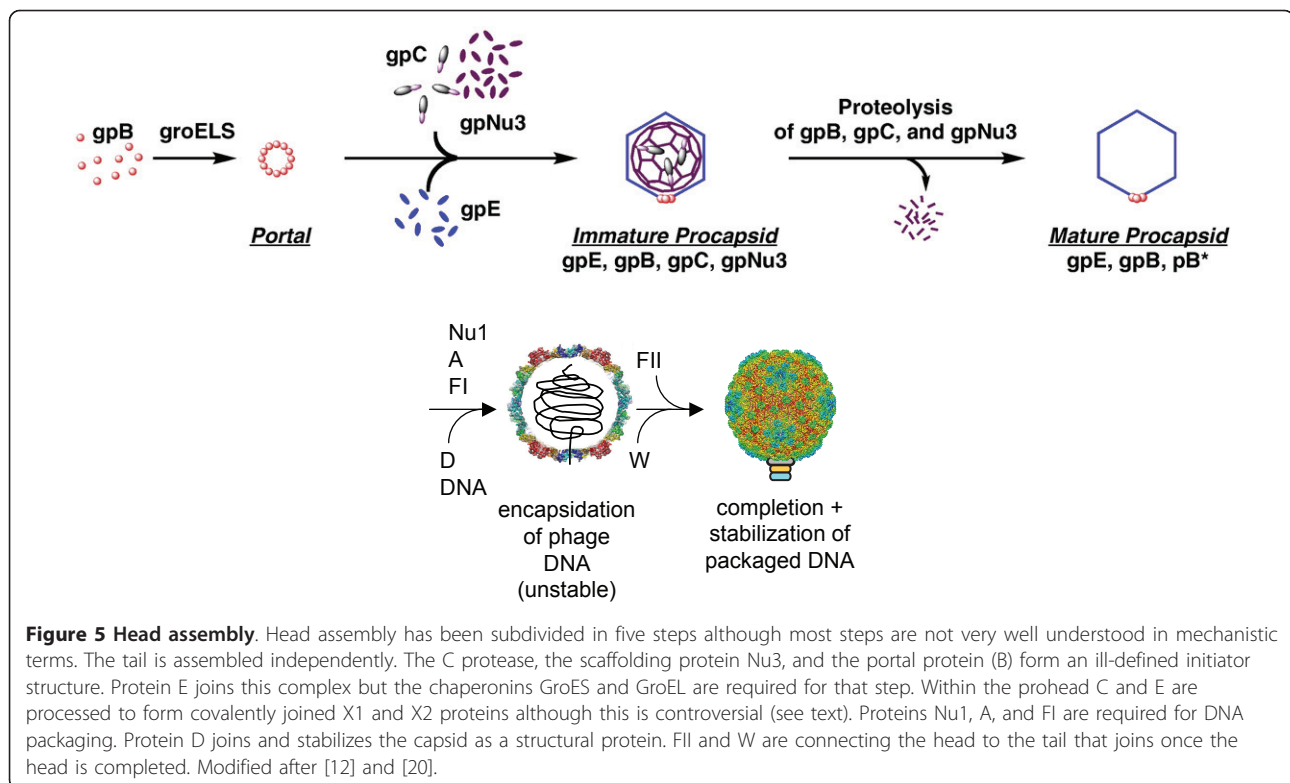 gpC
gpNu3
gpB
groELS
gpE
Portal
Immature Procapsid
gpE, gpB, gpC, gpNu3
Proteolysis
of gpB, gpC, and gpNu3
Mature Procapsid
gpE, gpB, pB*
Nu1
A
FI
D
DNA
encapsidation
of phage
DNA
(unstable)
FII
W
completion +
stabilization of
packaged DNA
Figure 5 Head assembly. Head assembly has been subdivided in five steps although most steps are not very well understood in mechanistic
terms. The tail is assembled independently. The C protease, the scaffolding protein Nu3, and the portal protein (B) form an ill-defined initiator
structure. Protein E joins this complex but the chaperonins GroES and GroEL are required for that step. Within the prohead C and E are
processed to form covalently joined X1 and X2 proteins although this is controversial (see text). Proteins Nu1, A, and FI are required for DNA
packaging. Protein D joins and stabilizes the capsid as a structural protein. FII and W are connecting the head to the tail that joins once the
head is completed. Modified after [12] and [20].